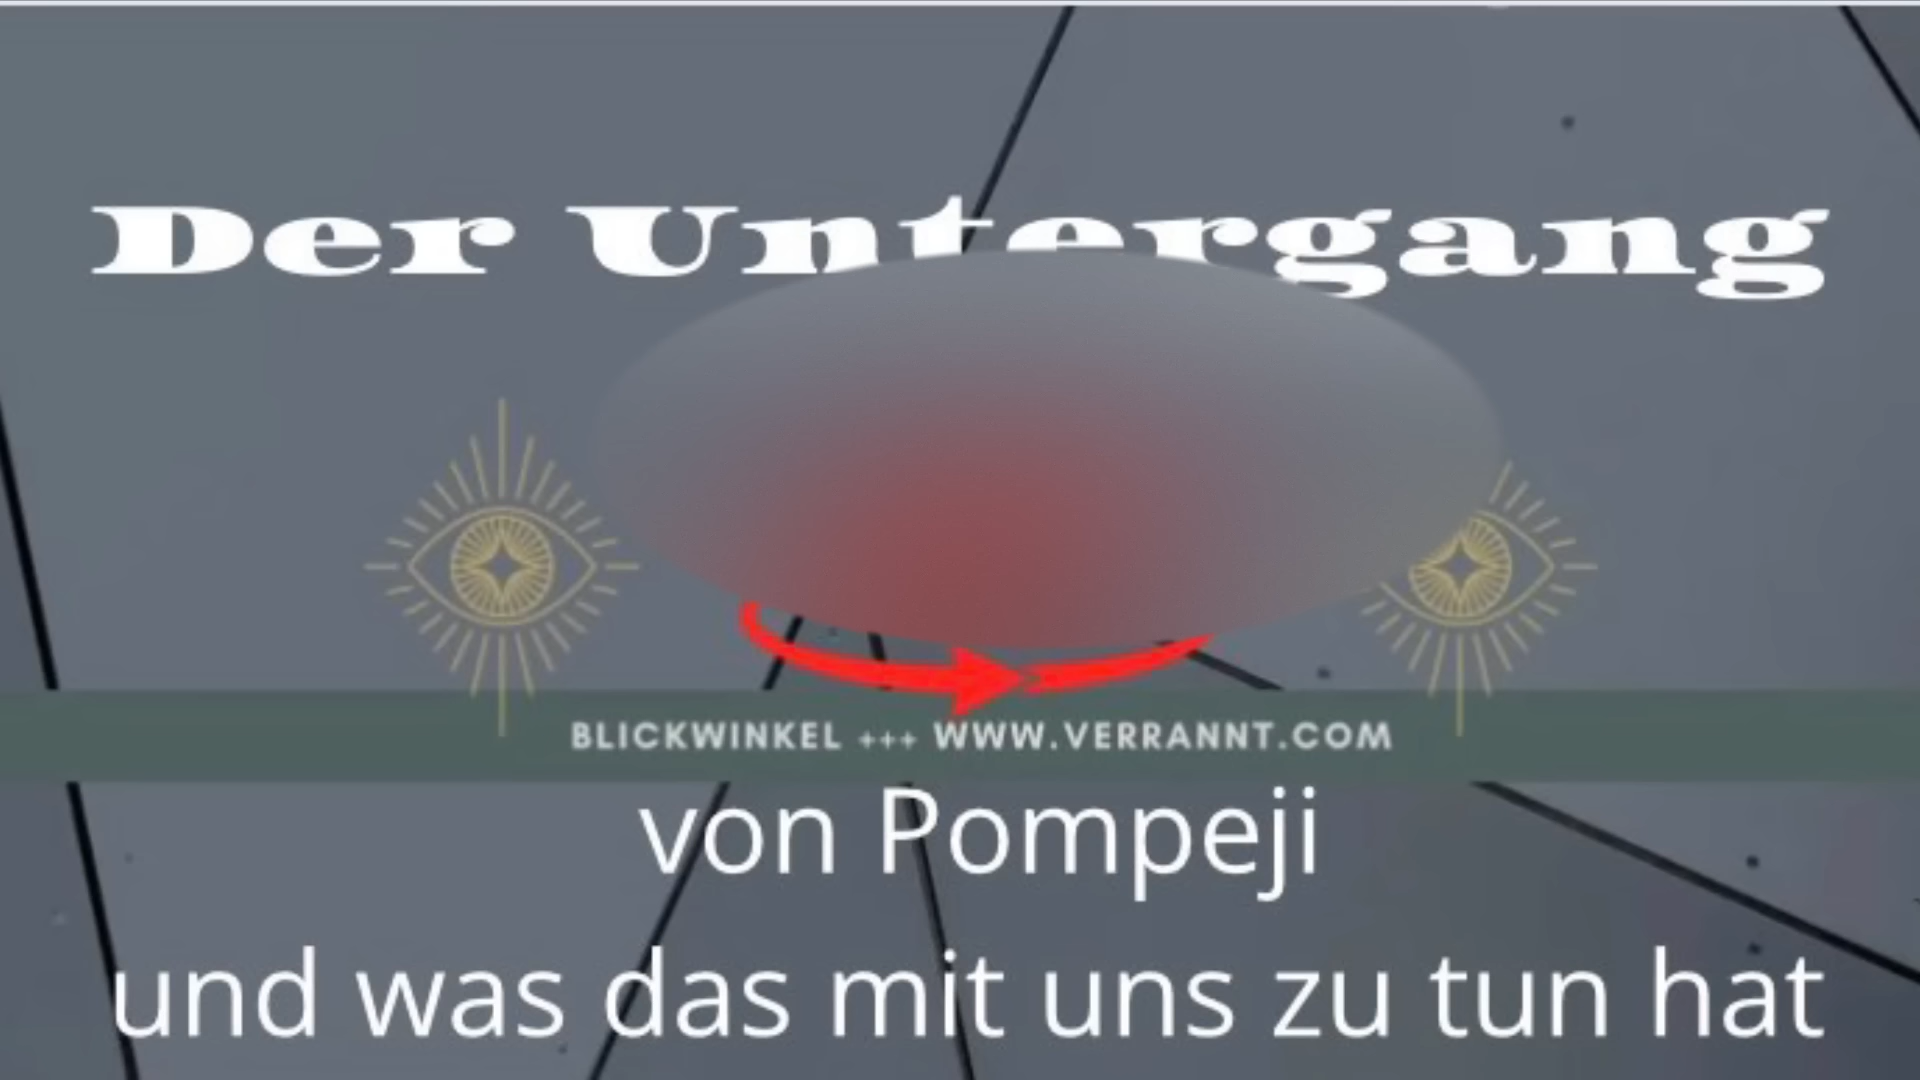 Der Untergang
BLICKWINKEL +++ WWW.VERRANNT.COM
von Pompeji
und was das mit uns zu tun hat